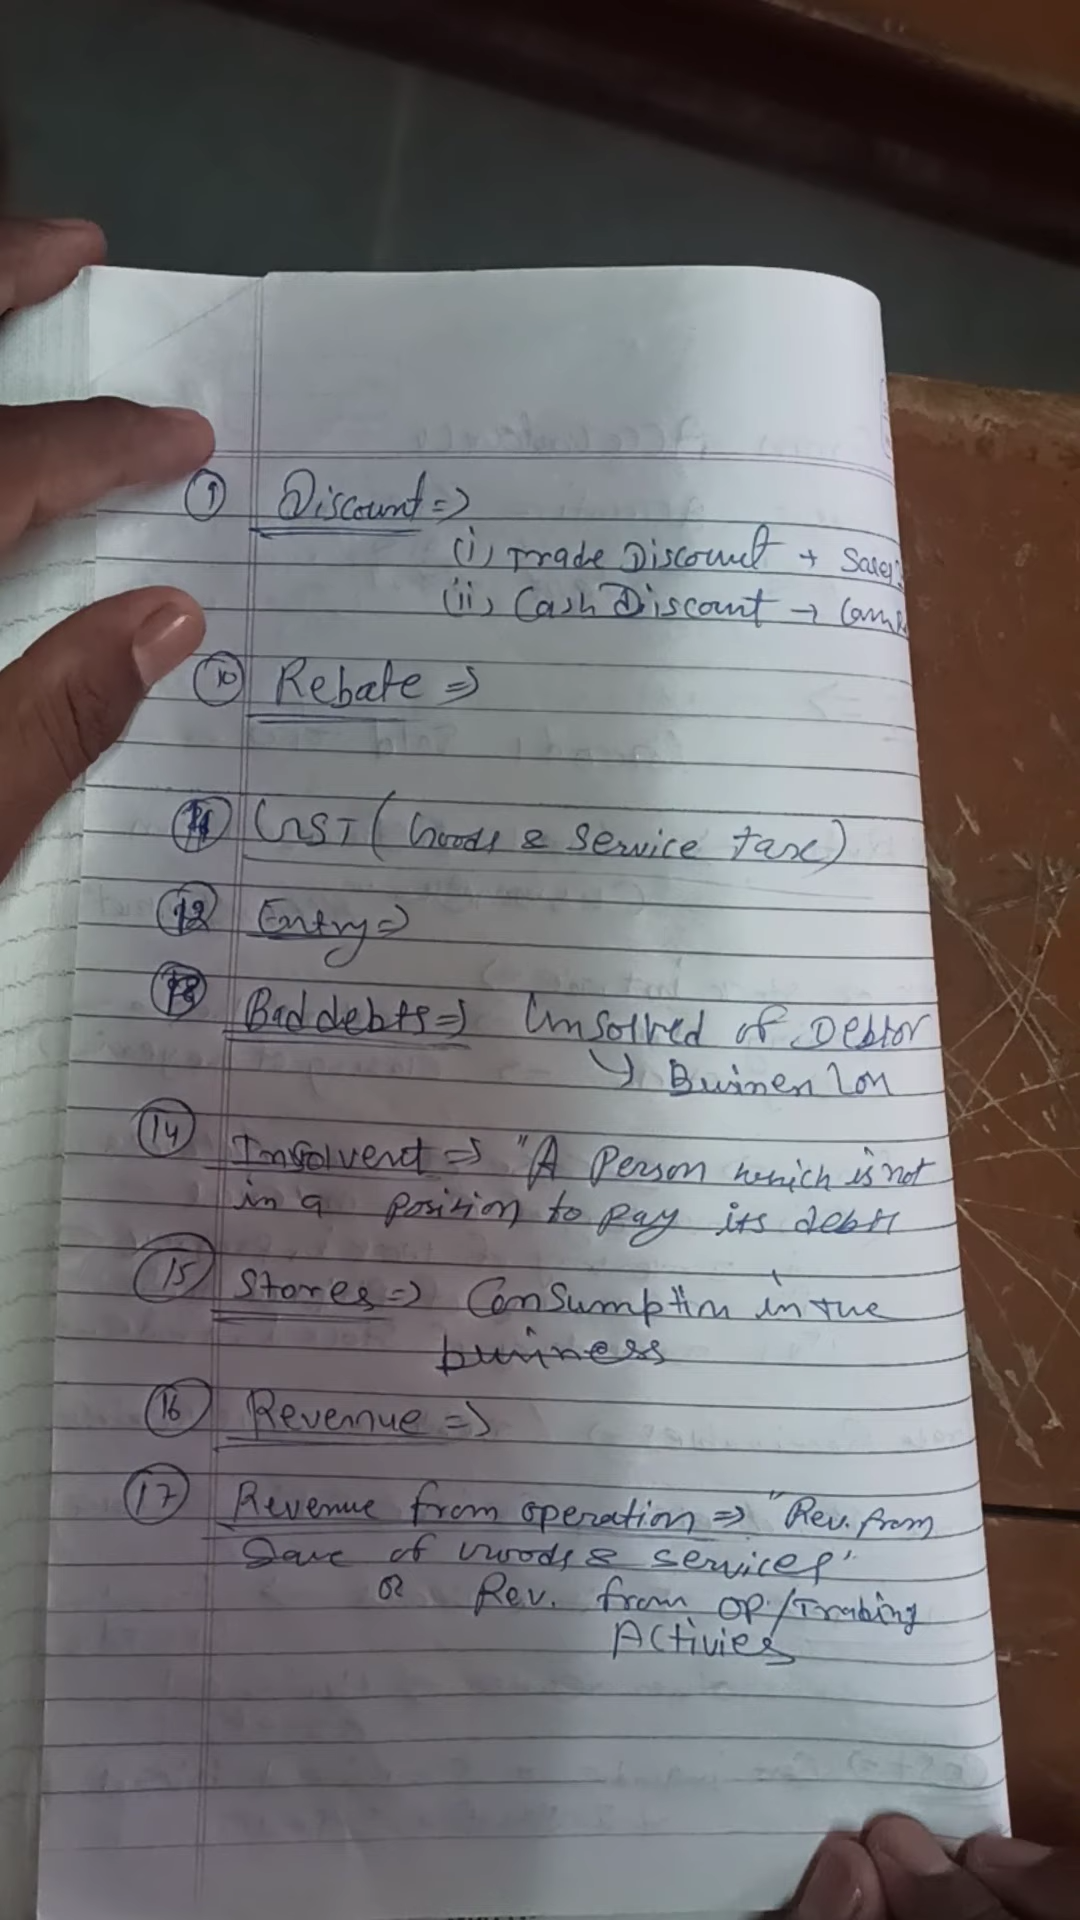 9 Discount =>
(i) Trade Discount → Sales
(ii) Cash Discount →
10 Rebate =>
11 GST ( Goods & Service tax )
12 Entry =>
13 Bad debts => Unsolved of Debtor
↳ Business Loss
14 Insolvent => "A Person which is not
in a position to pay its debts
15 Stores => Consumption in the
business
16 Revenue =>
17 Revenue from operation => "Rev. from
Sale of Goods & services"
or Rev. from op./Trading
Activies